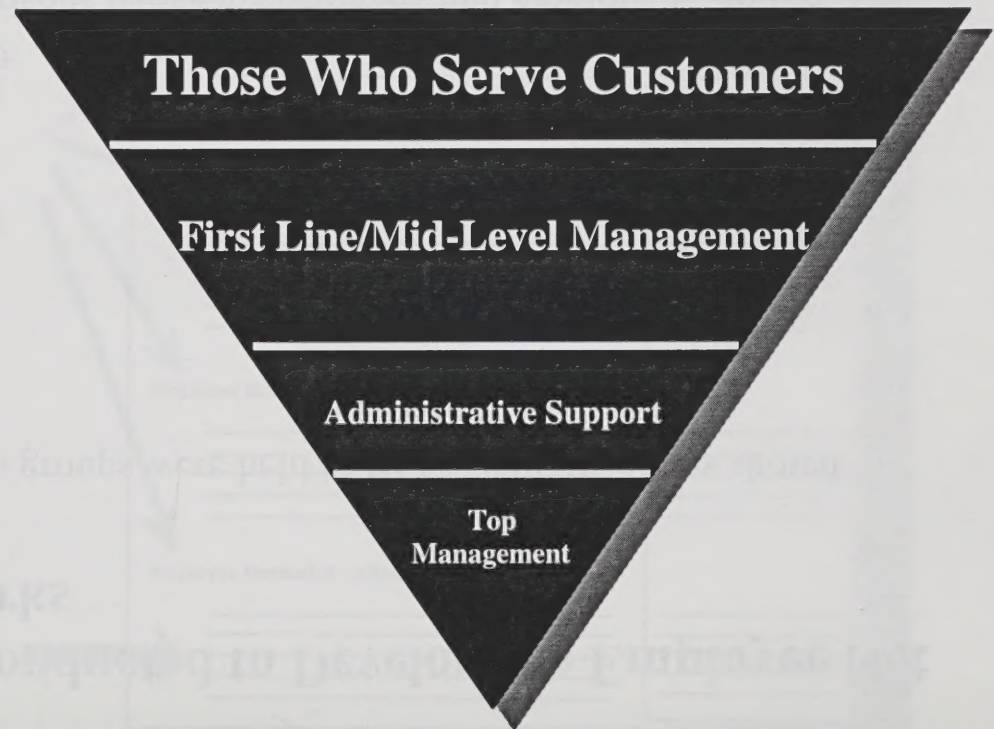 Those Who Serve Customers
First Line/Mid-Level Management
Administrative Support
Top
Management